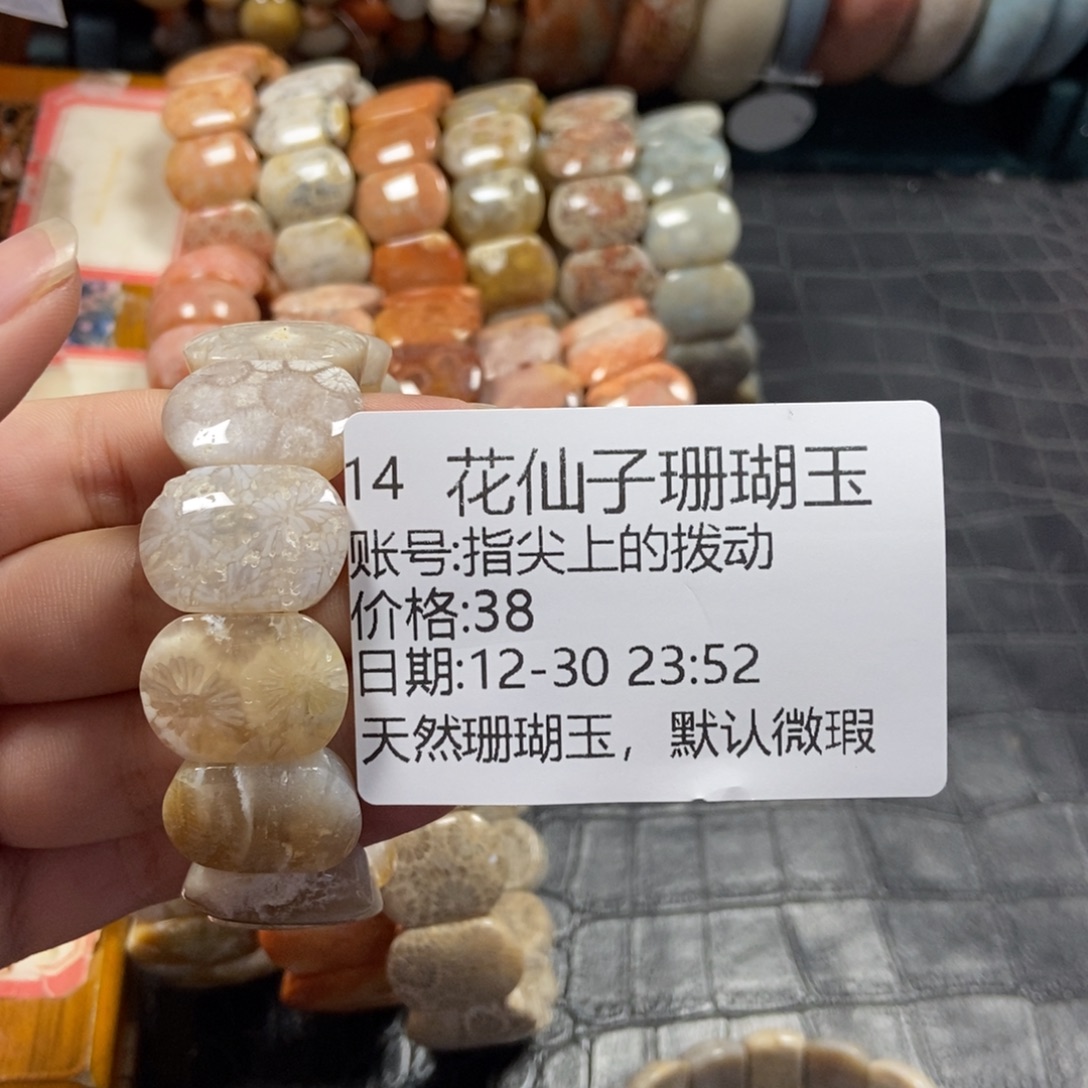 14 花仙子珊瑚玉
账号:指尖上的拨动
价格:38
日期:12-30 23:52
天然珊瑚玉，默认微瑕